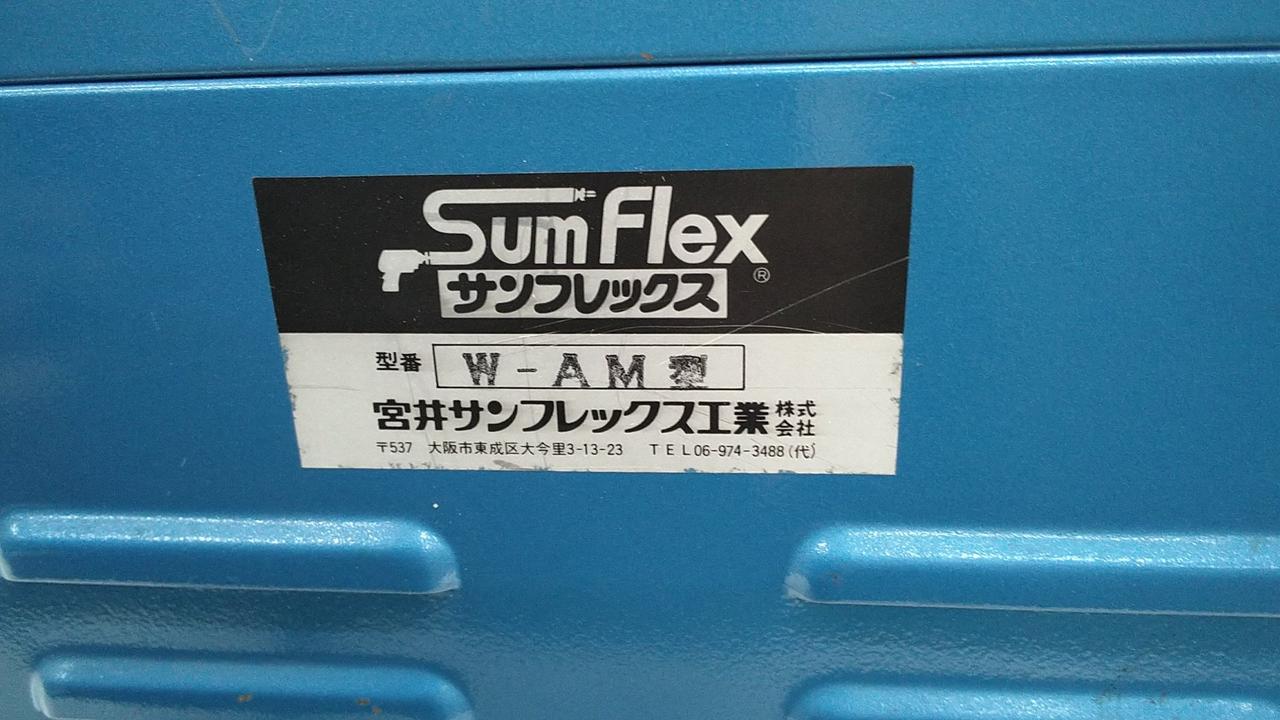 Sum Flex
サンフレックス ®
型番 W-AM型
宮井サンフレックス工業株式会社
〒537 大阪市東成区大今里3-13-23 TEL06-974-3488(代)